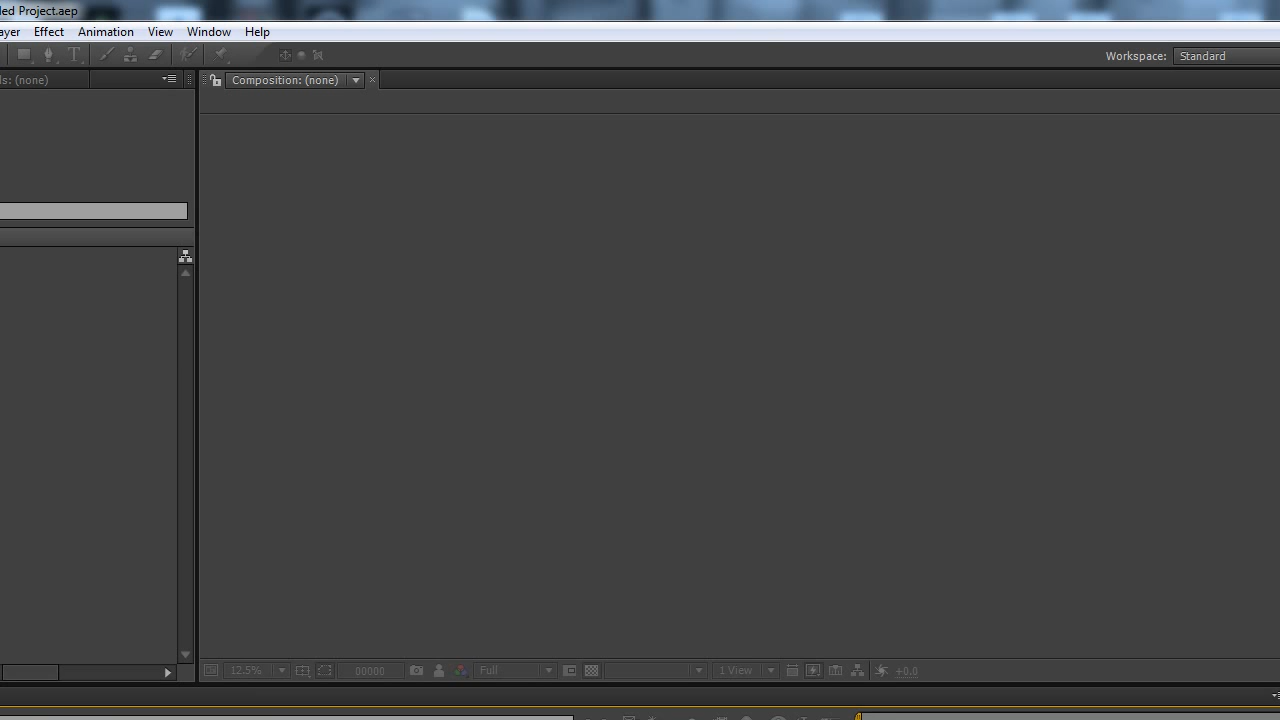 led Project.aep
ayer Effect Animation View Window Help
T Workspace: Standard
ls: (none) Composition: (none)
12.5% 00000 Full 1 View +0.0